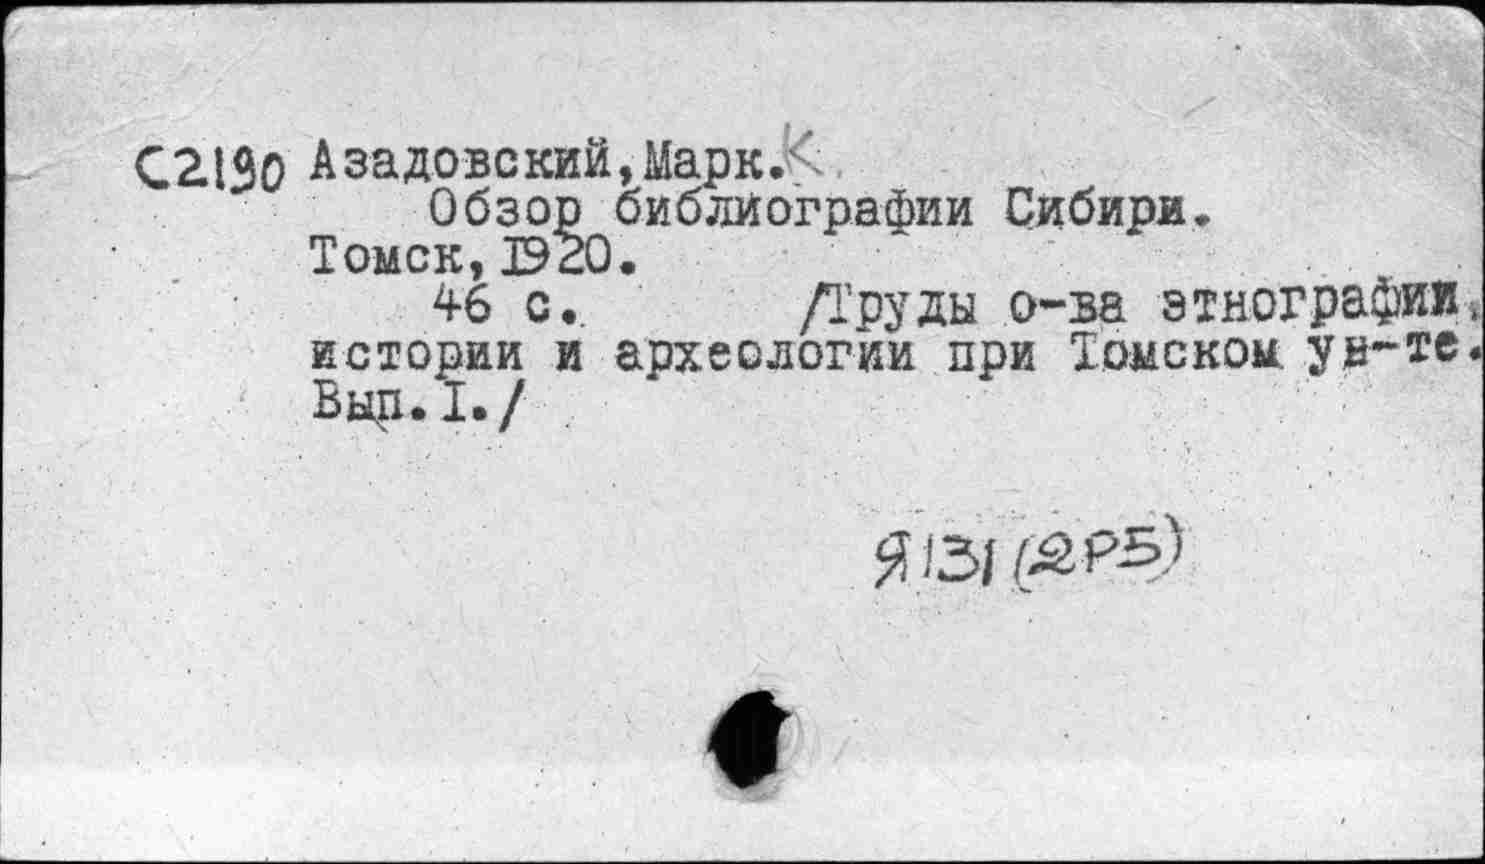 С2190 Азадовский,Марк.К
Обзор библиографии Сибири.
Томск,1920.
46 с. /Труды о-ва этнографии,
истории и археологии при Томском ун-те.
Вып.I./
Я131(2Р5)